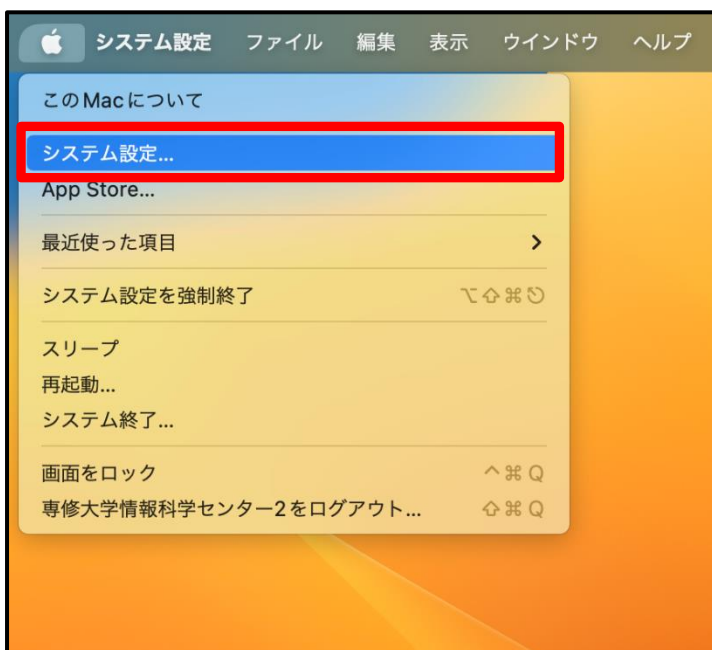 システム設定 ファイル 編集 表示 ウインドウ ヘルプ
このMacについて
システム設定...
App Store...
最近使った項目 >
システム設定を強制終了 ⌥⇧⌘⎋
スリープ
再起動...
システム終了...
画面をロック ^⌘Q
専修大学情報科学センター2をログアウト... ⇧⌘Q